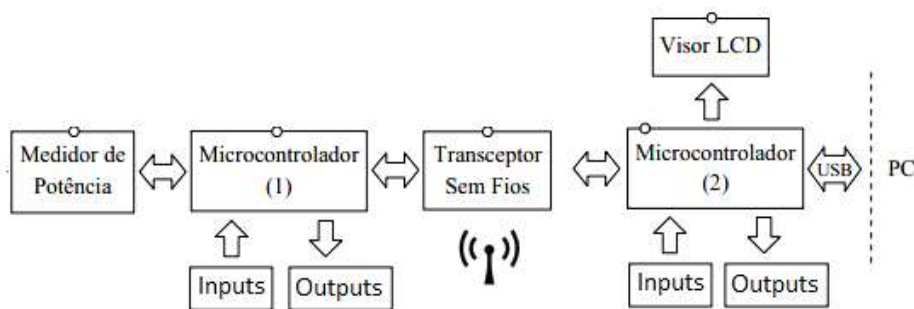 Visor LCD
Medidor de
Potência
Microcontrolador
(1)
Transceptor
Sem Fios
Microcontrolador
(2)
USB
PC
Inputs
Outputs
Inputs
Outputs